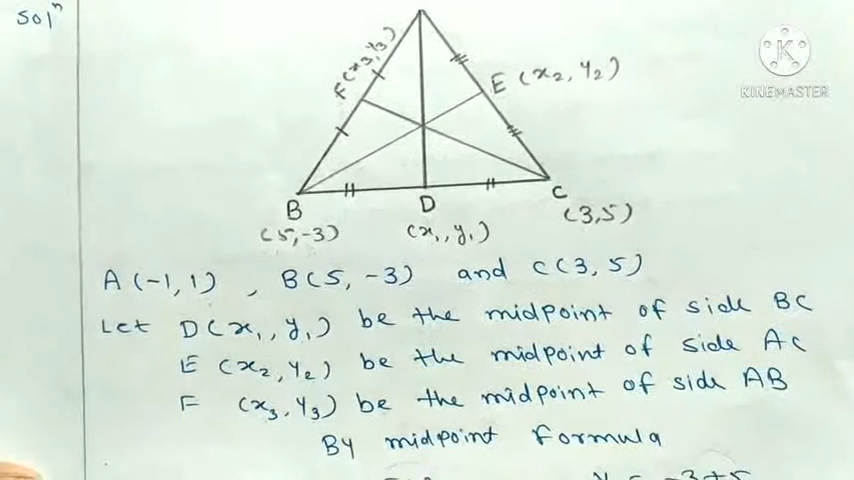 Solⁿ
F(x₃,y₃)
E (x₂, y₂)
KINEMASTER
B
D
C
(5,-3)
(x₁, y₁)
(3,5)
A (-1, 1) , B(5, -3) and C(3, 5)
Let D(x₁, y₁) be the midpoint of side BC
E (x₂, y₂) be the midpoint of side AC
F (x₃, y₃) be the midpoint of side AB
By midpoint Formula